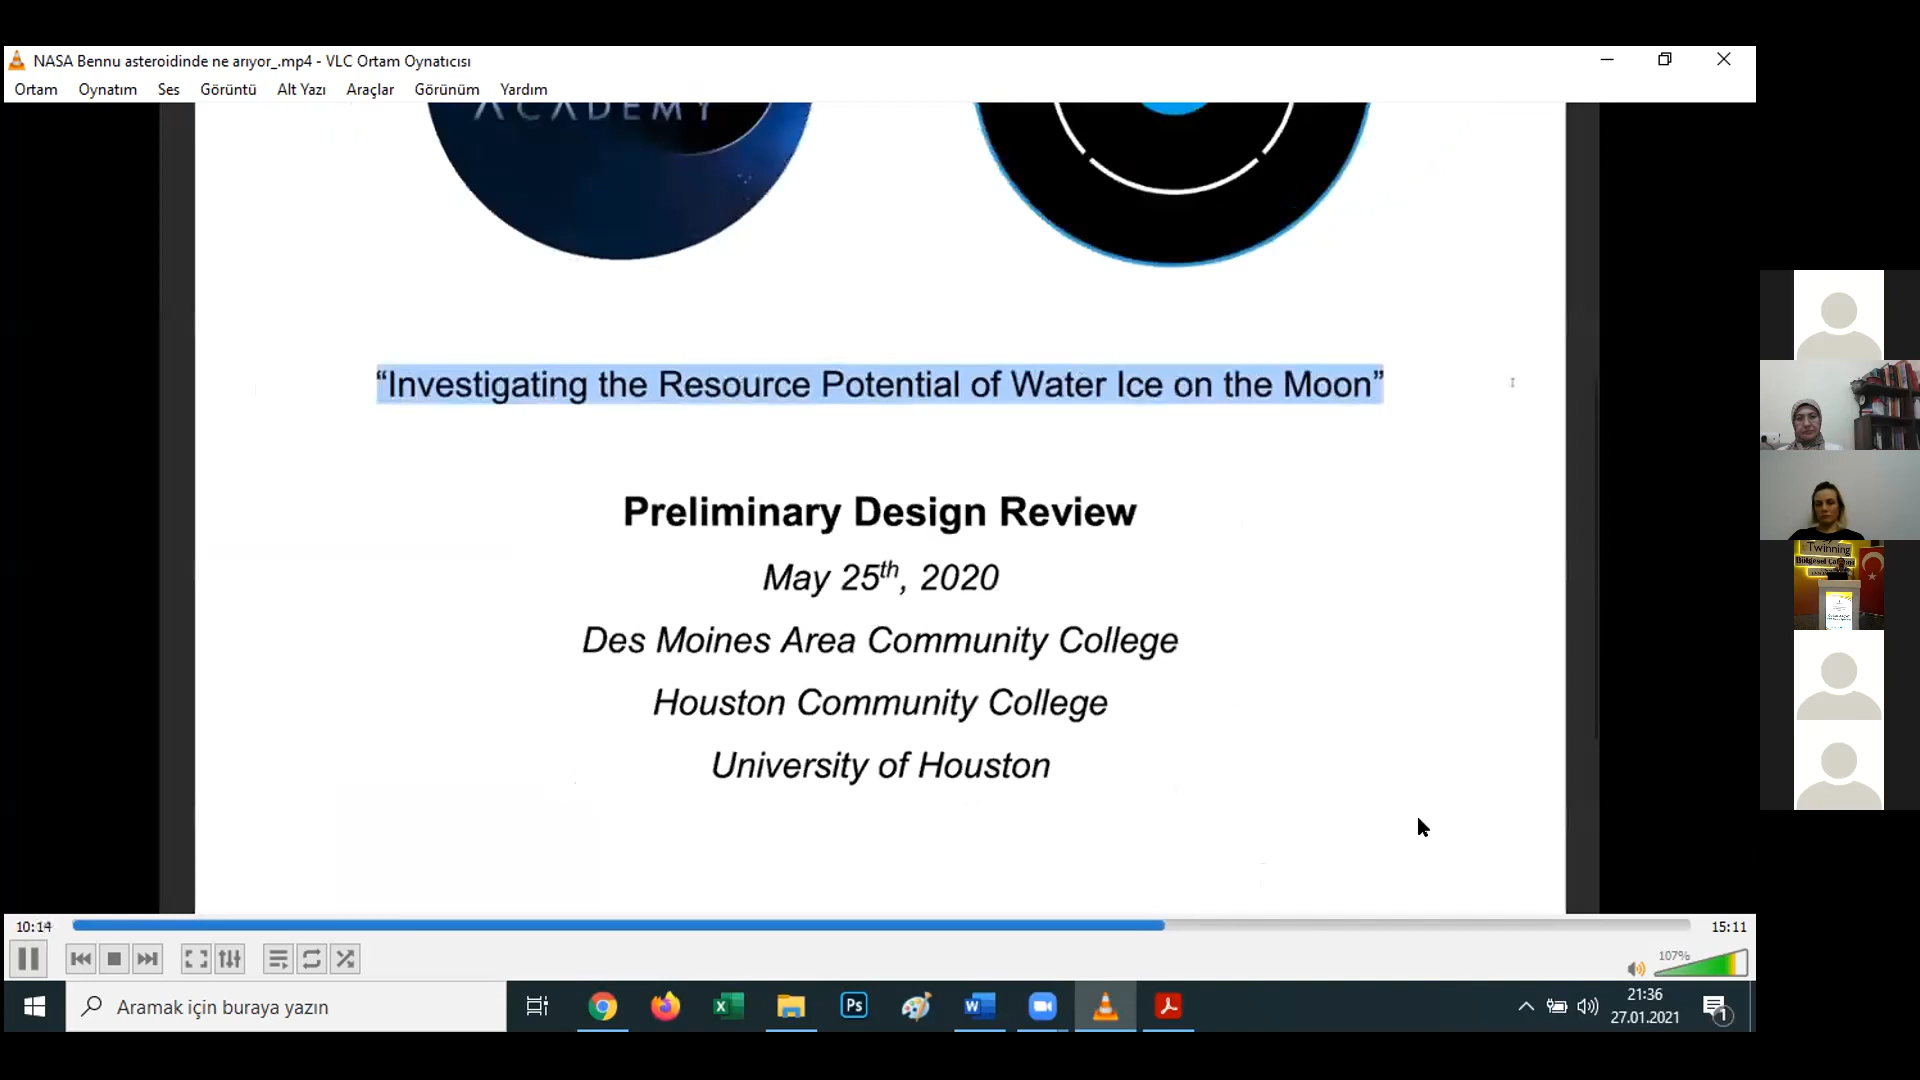 NASA Bennu asteroidinde ne arıyor_.mp4 - VLC Ortam Oynatıcısı
Ortam Oynatım Ses Görüntü Alt Yazı Araçlar Görünüm Yardım
ACADEMY
“Investigating the Resource Potential of Water Ice on the Moon”
Preliminary Design Review
May 25th, 2020
Des Moines Area Community College
Houston Community College
University of Houston
Twinning
10:14
15:11
107%
Aramak için buraya yazın
Ps
21:36
27.01.2021
1